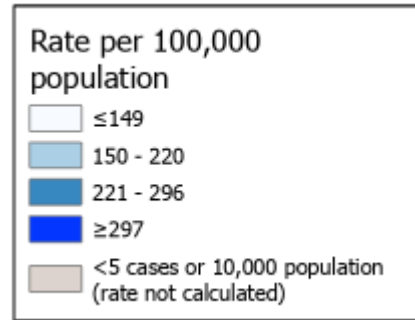 Rate per 100,000
population
≤149
150 - 220
221 - 296
≥297
<5 cases or 10,000 population
(rate not calculated)